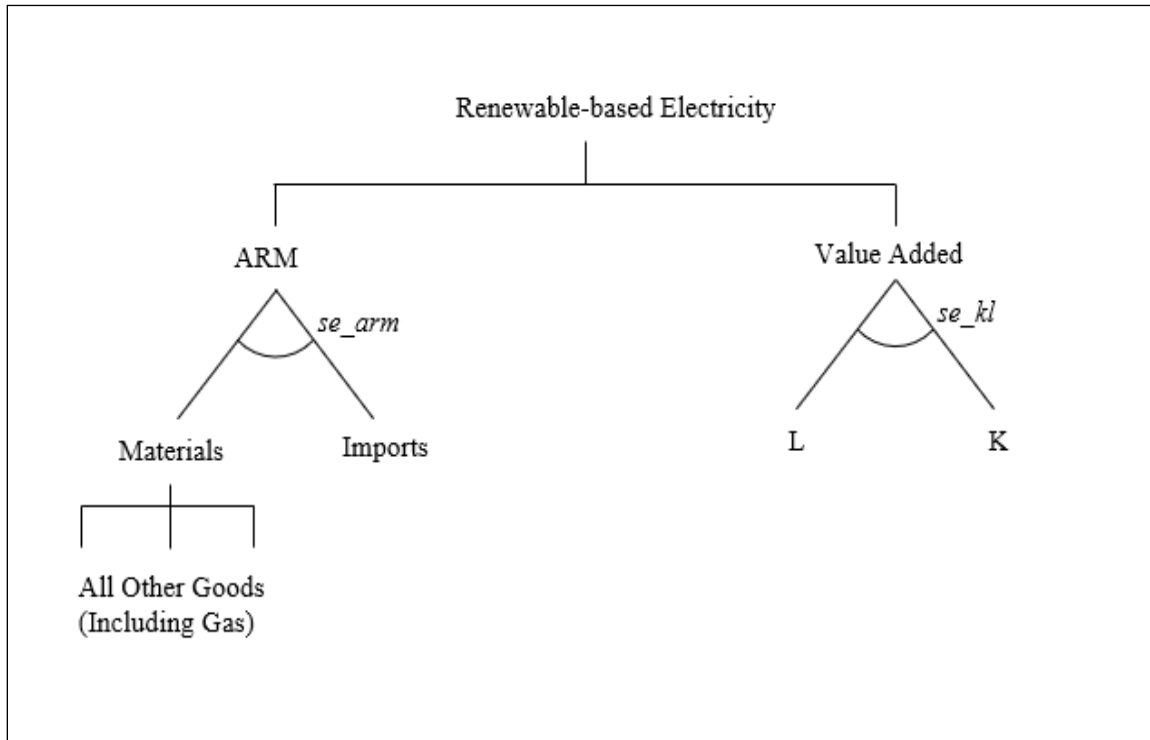 Renewable-based Electricity
ARM
Value Added
se_arm
se_kl
Materials
Imports
L
K
All Other Goods
(Including Gas)